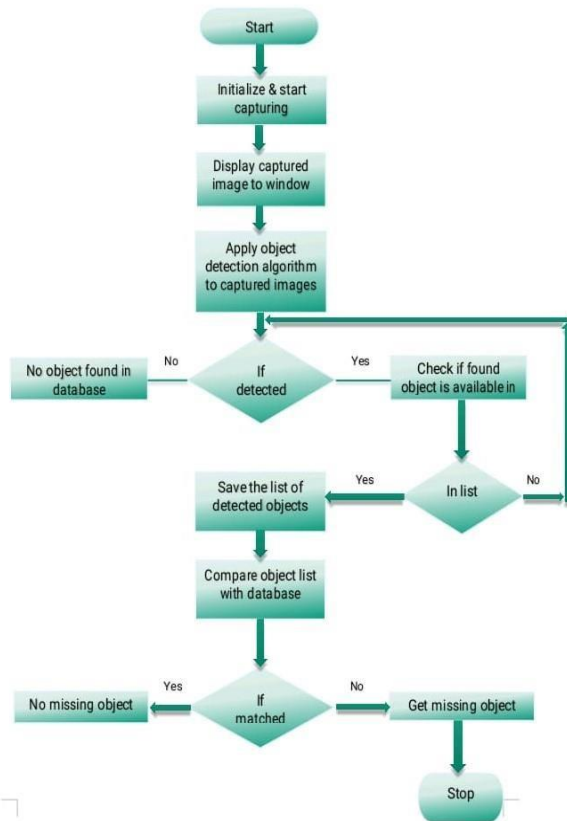 Start
Initialize & start
capturing
Display captured
image to window
Apply object
detection algorithm
to captured images
No
If
detected
Yes
No object found in
database
Check if found
object is available in
In list
Yes
No
Save the list of
detected objects
Compare object list
with database
If
matched
Yes
No
No missing object
Get missing object
Stop